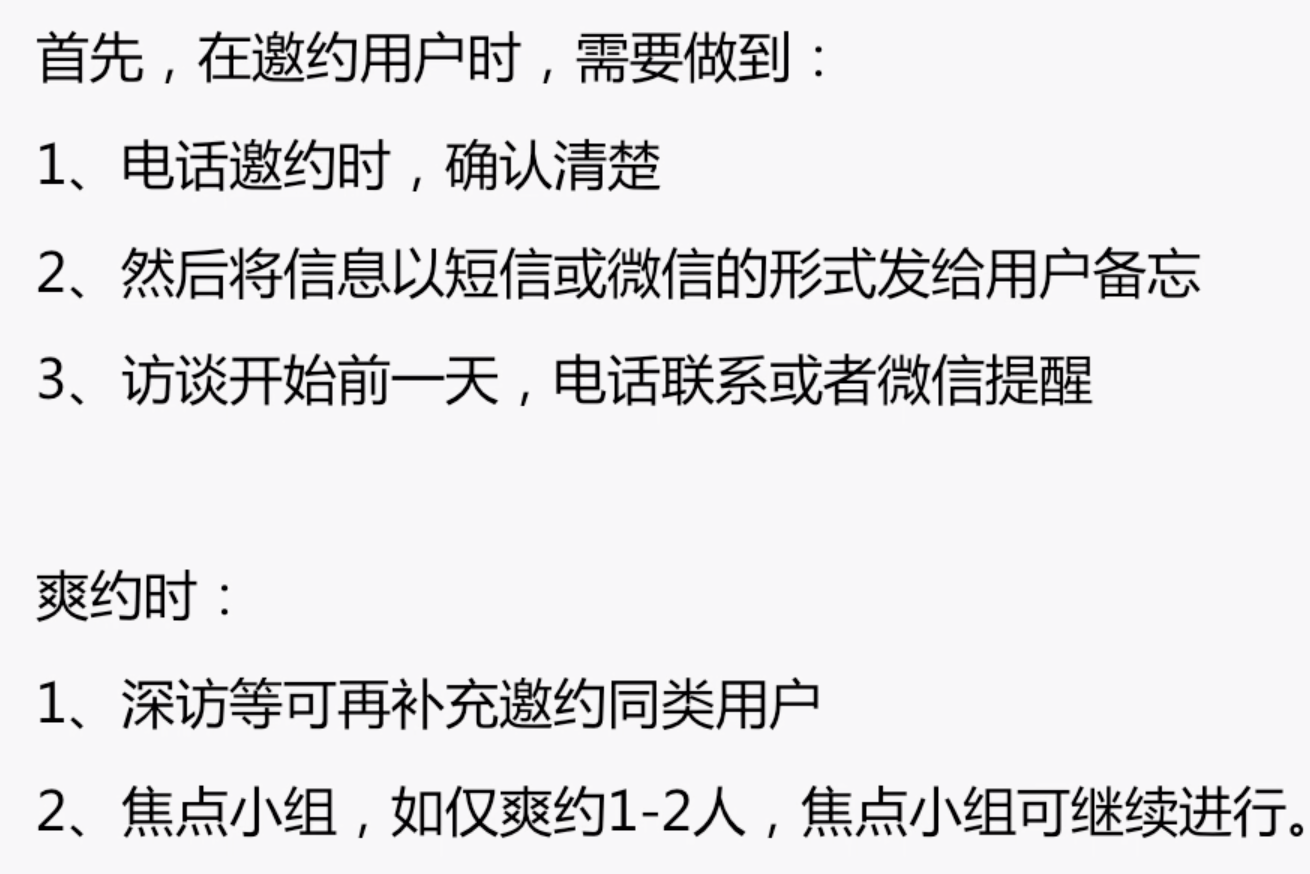 首先，在邀约用户时，需要做到：
1、电话邀约时，确认清楚
2、然后将信息以短信或微信的形式发给用户备忘
3、访谈开始前一天，电话联系或者微信提醒
爽约时：
1、深访等可再补充邀约同类用户
2、焦点小组，如仅爽约1-2人，焦点小组可继续进行。